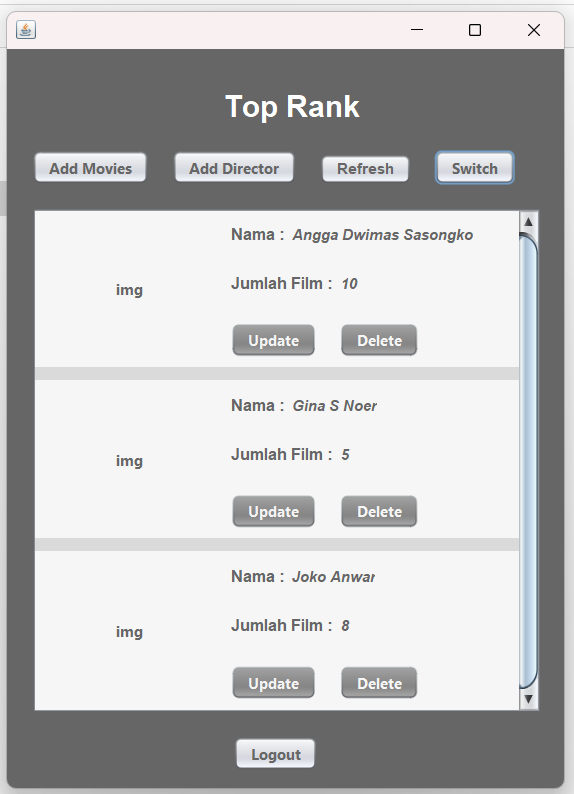 Top Rank
Add Movies Add Director Refresh Switch
Nama : Angga Dwimas Sasongko
img
Jumlah Film : 10
Update Delete
Nama : Gina S Noer
img
Jumlah Film : 5
Update Delete
Nama : Joko Anwar
img
Jumlah Film : 8
Update Delete
Logout